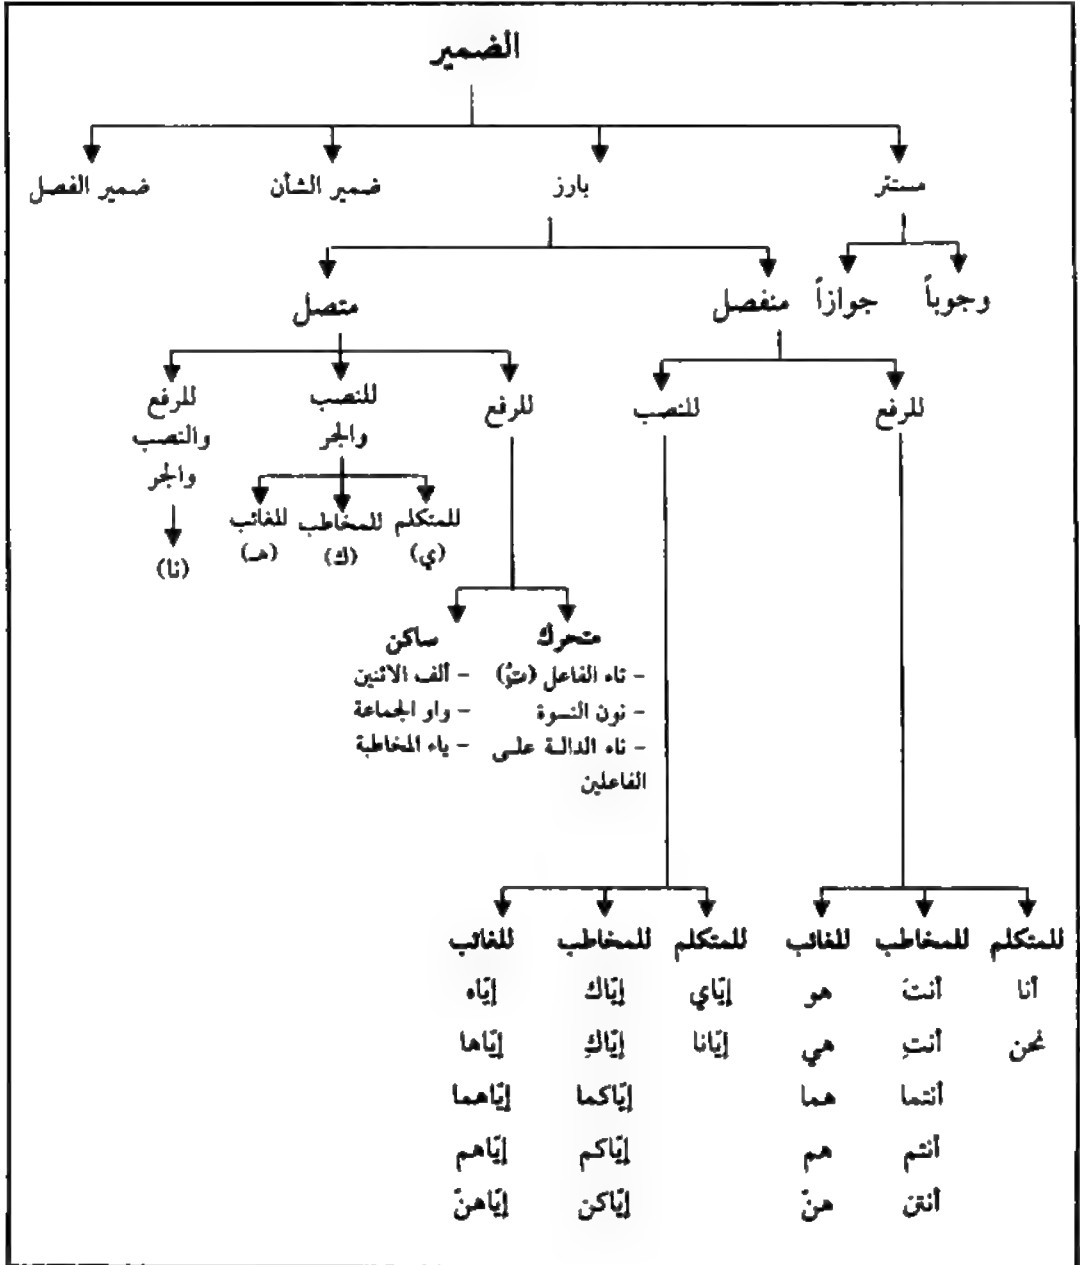 الضمير
مستتر بارز ضمير الشأن ضمير الفصل
وجوباً جوازاً منفصل متصل
للرفع للنصب للرفع للنصب للرفع
والجر والنصب
والجر
للمتكلم للمخاطب للغائب
(ي) (ك) (هـ) (نا)
متحرك ساكن
- تاء الفاعل (تُ) - ألف الاثنين
- نون النسوة - واو الجماعة
- ناء الدالة على - ياء المخاطبة
الفاعلين
للمتكلم للمخاطب للغائب للمتكلم للمخاطب للغائب
أنا أنتَ هو إيّاي إيّاك إيّاه
نحن أنتِ هي إيّانا إيّاكِ إيّاها
أنتما هما إيّاكما إيّاهما
أنتم هم إيّاكم إيّاهم
أنتن هنّ إيّاكن إيّاهنّ